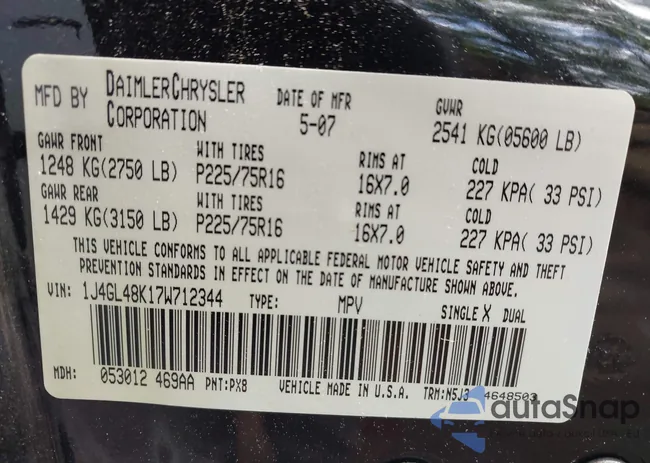 MFD BY DAIMLERCHRYSLER CORPORATION DATE OF MFR 5-07 GVWR 2541 KG(05600 LB)
GAWR FRONT WITH TIRES RIMS AT COLD
1248 KG(2750 LB) P225/75R16 16X7.0 227 KPA( 33 PSI)
GAWR REAR WITH TIRES RIMS AT COLD
1429 KG(3150 LB) P225/75R16 16X7.0 227 KPA( 33 PSI)
THIS VEHICLE CONFORMS TO ALL APPLICABLE FEDERAL MOTOR VEHICLE SAFETY AND THEFT
PREVENTION STANDARDS IN EFFECT ON THE DATE OF MANUFACTURE SHOWN ABOVE.
VIN: 1J4GL48K17W712344 TYPE: MPV SINGLE X DUAL
MDH: 053012 469AA PNT:PX8 VEHICLE MADE IN U.S.A. TRM:N5J3 4648503
autoSnap